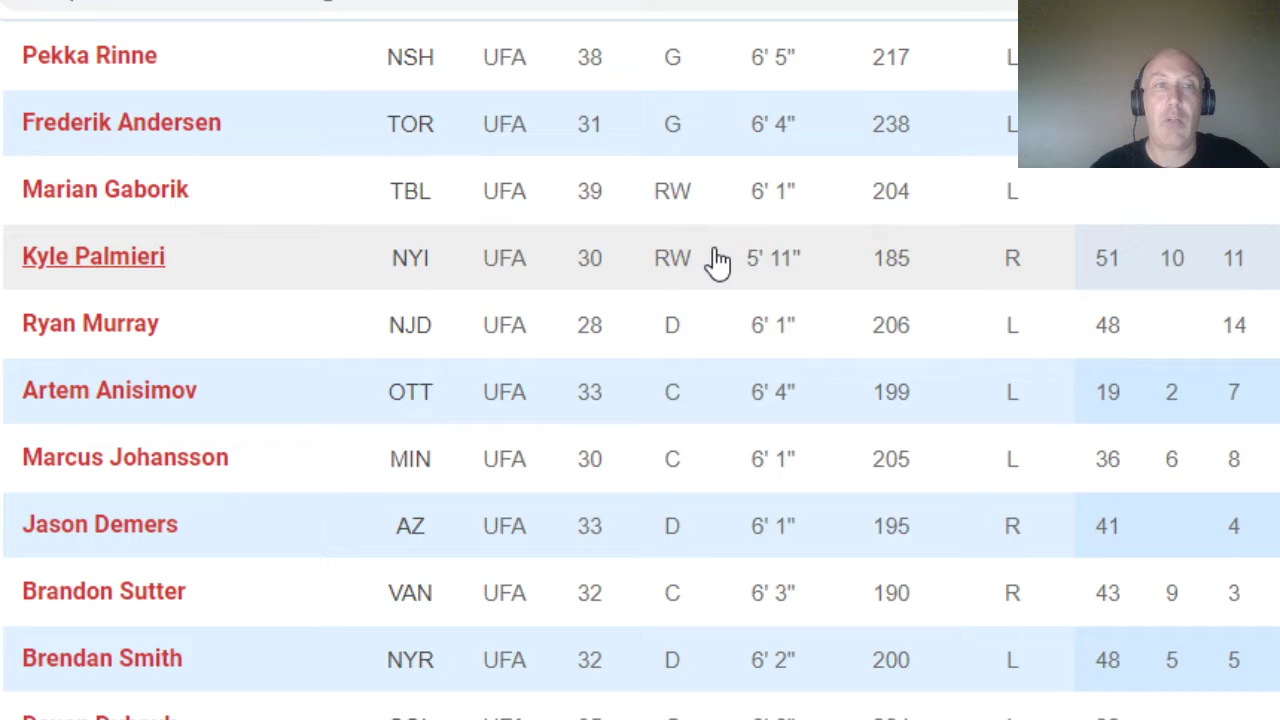 Pekka Rinne NSH UFA 38 G 6' 5" 217 L
Frederik Andersen TOR UFA 31 G 6' 4" 238 L
Marian Gaborik TBL UFA 39 RW 6' 1" 204 L
Kyle Palmieri NYI UFA 30 RW 5' 11" 185 R 51 10 11
Ryan Murray NJD UFA 28 D 6' 1" 206 L 48 14
Artem Anisimov OTT UFA 33 C 6' 4" 199 L 19 2 7
Marcus Johansson MIN UFA 30 C 6' 1" 205 L 36 6 8
Jason Demers AZ UFA 33 D 6' 1" 195 R 41 4
Brandon Sutter VAN UFA 32 C 6' 3" 190 R 43 9 3
Brendan Smith NYR UFA 32 D 6' 2" 200 L 48 5 5